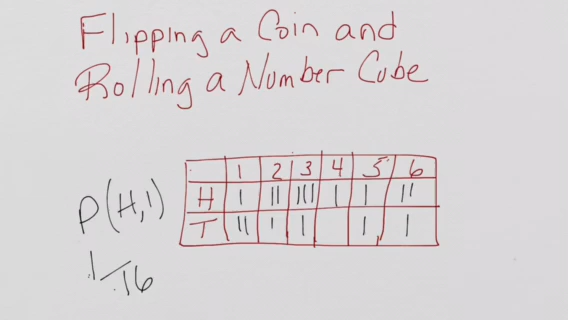 Flipping a Coin and
Rolling a Number Cube
1 2 3 4 5 6
H | || ||| | | ||
T || | | | |
P(H,1)
1/16